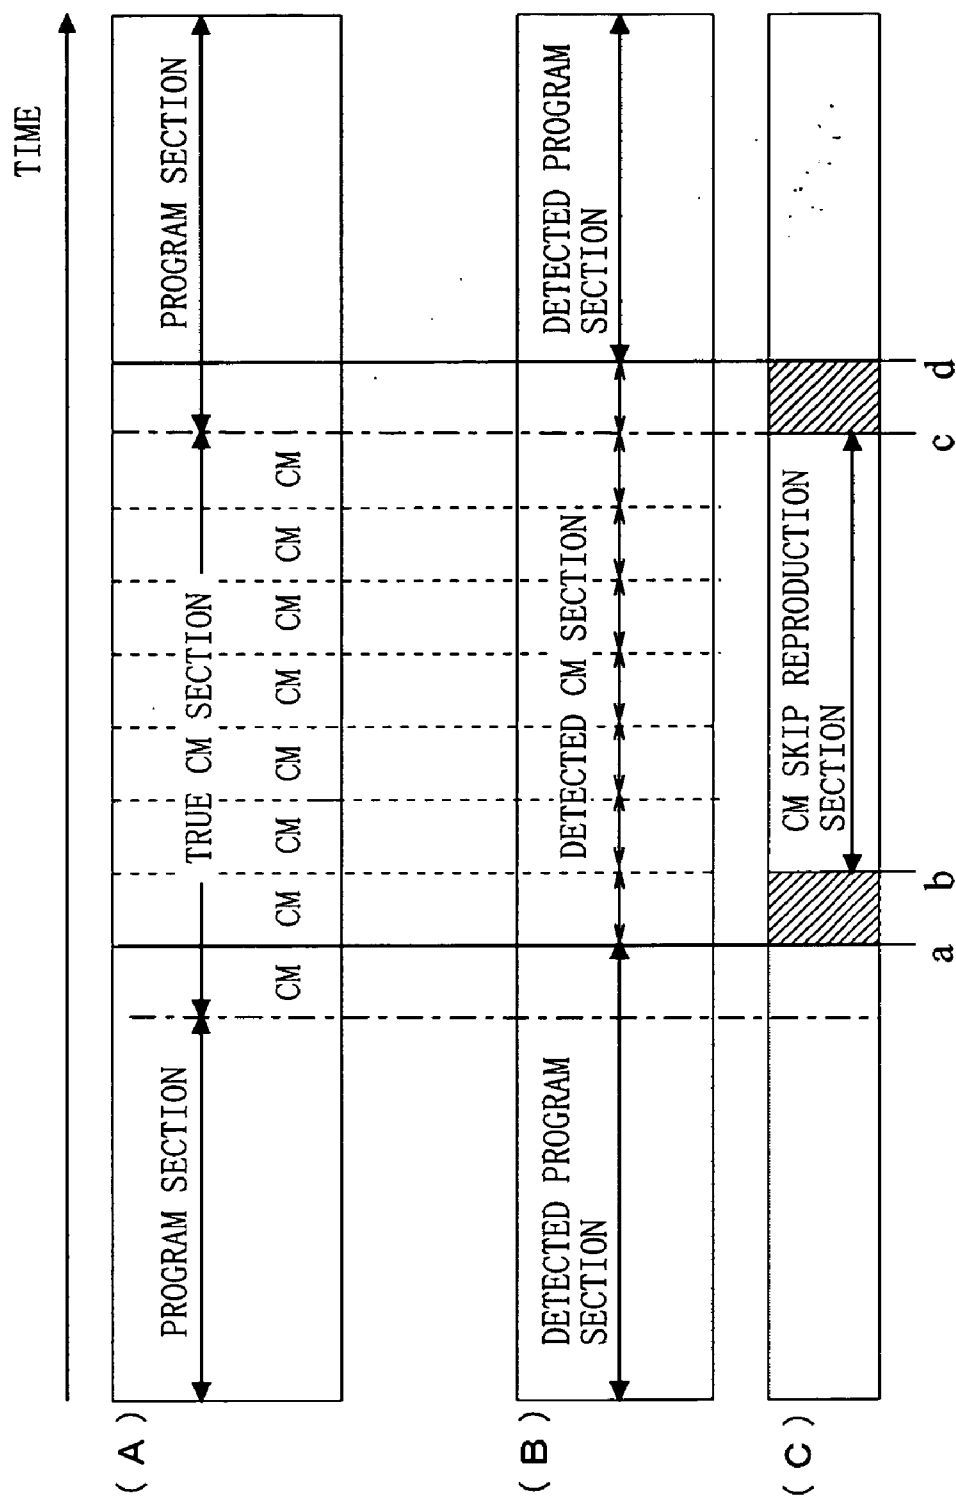 TIME
( A )
PROGRAM SECTION
TRUE CM SECTION
PROGRAM SECTION
CM CM CM CM CM CM CM CM
( B )
DETECTED PROGRAM
SECTION
DETECTED CM SECTION
DETECTED PROGRAM
SECTION
( C )
CM SKIP REPRODUCTION
SECTION
a b c d